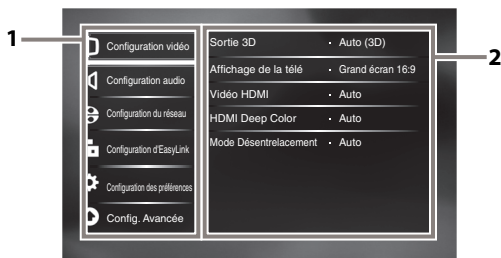 1
2
Configuration vidéo
Configuration audio
Configuration du réseau
Configuration d'EasyLink
Configuration des préférences
Config. Avancée
Sortie 3D · Auto (3D)
Affichage de la télé · Grand écran 16:9
Vidéo HDMI · Auto
HDMI Deep Color · Auto
Mode Désentrelacement · Auto